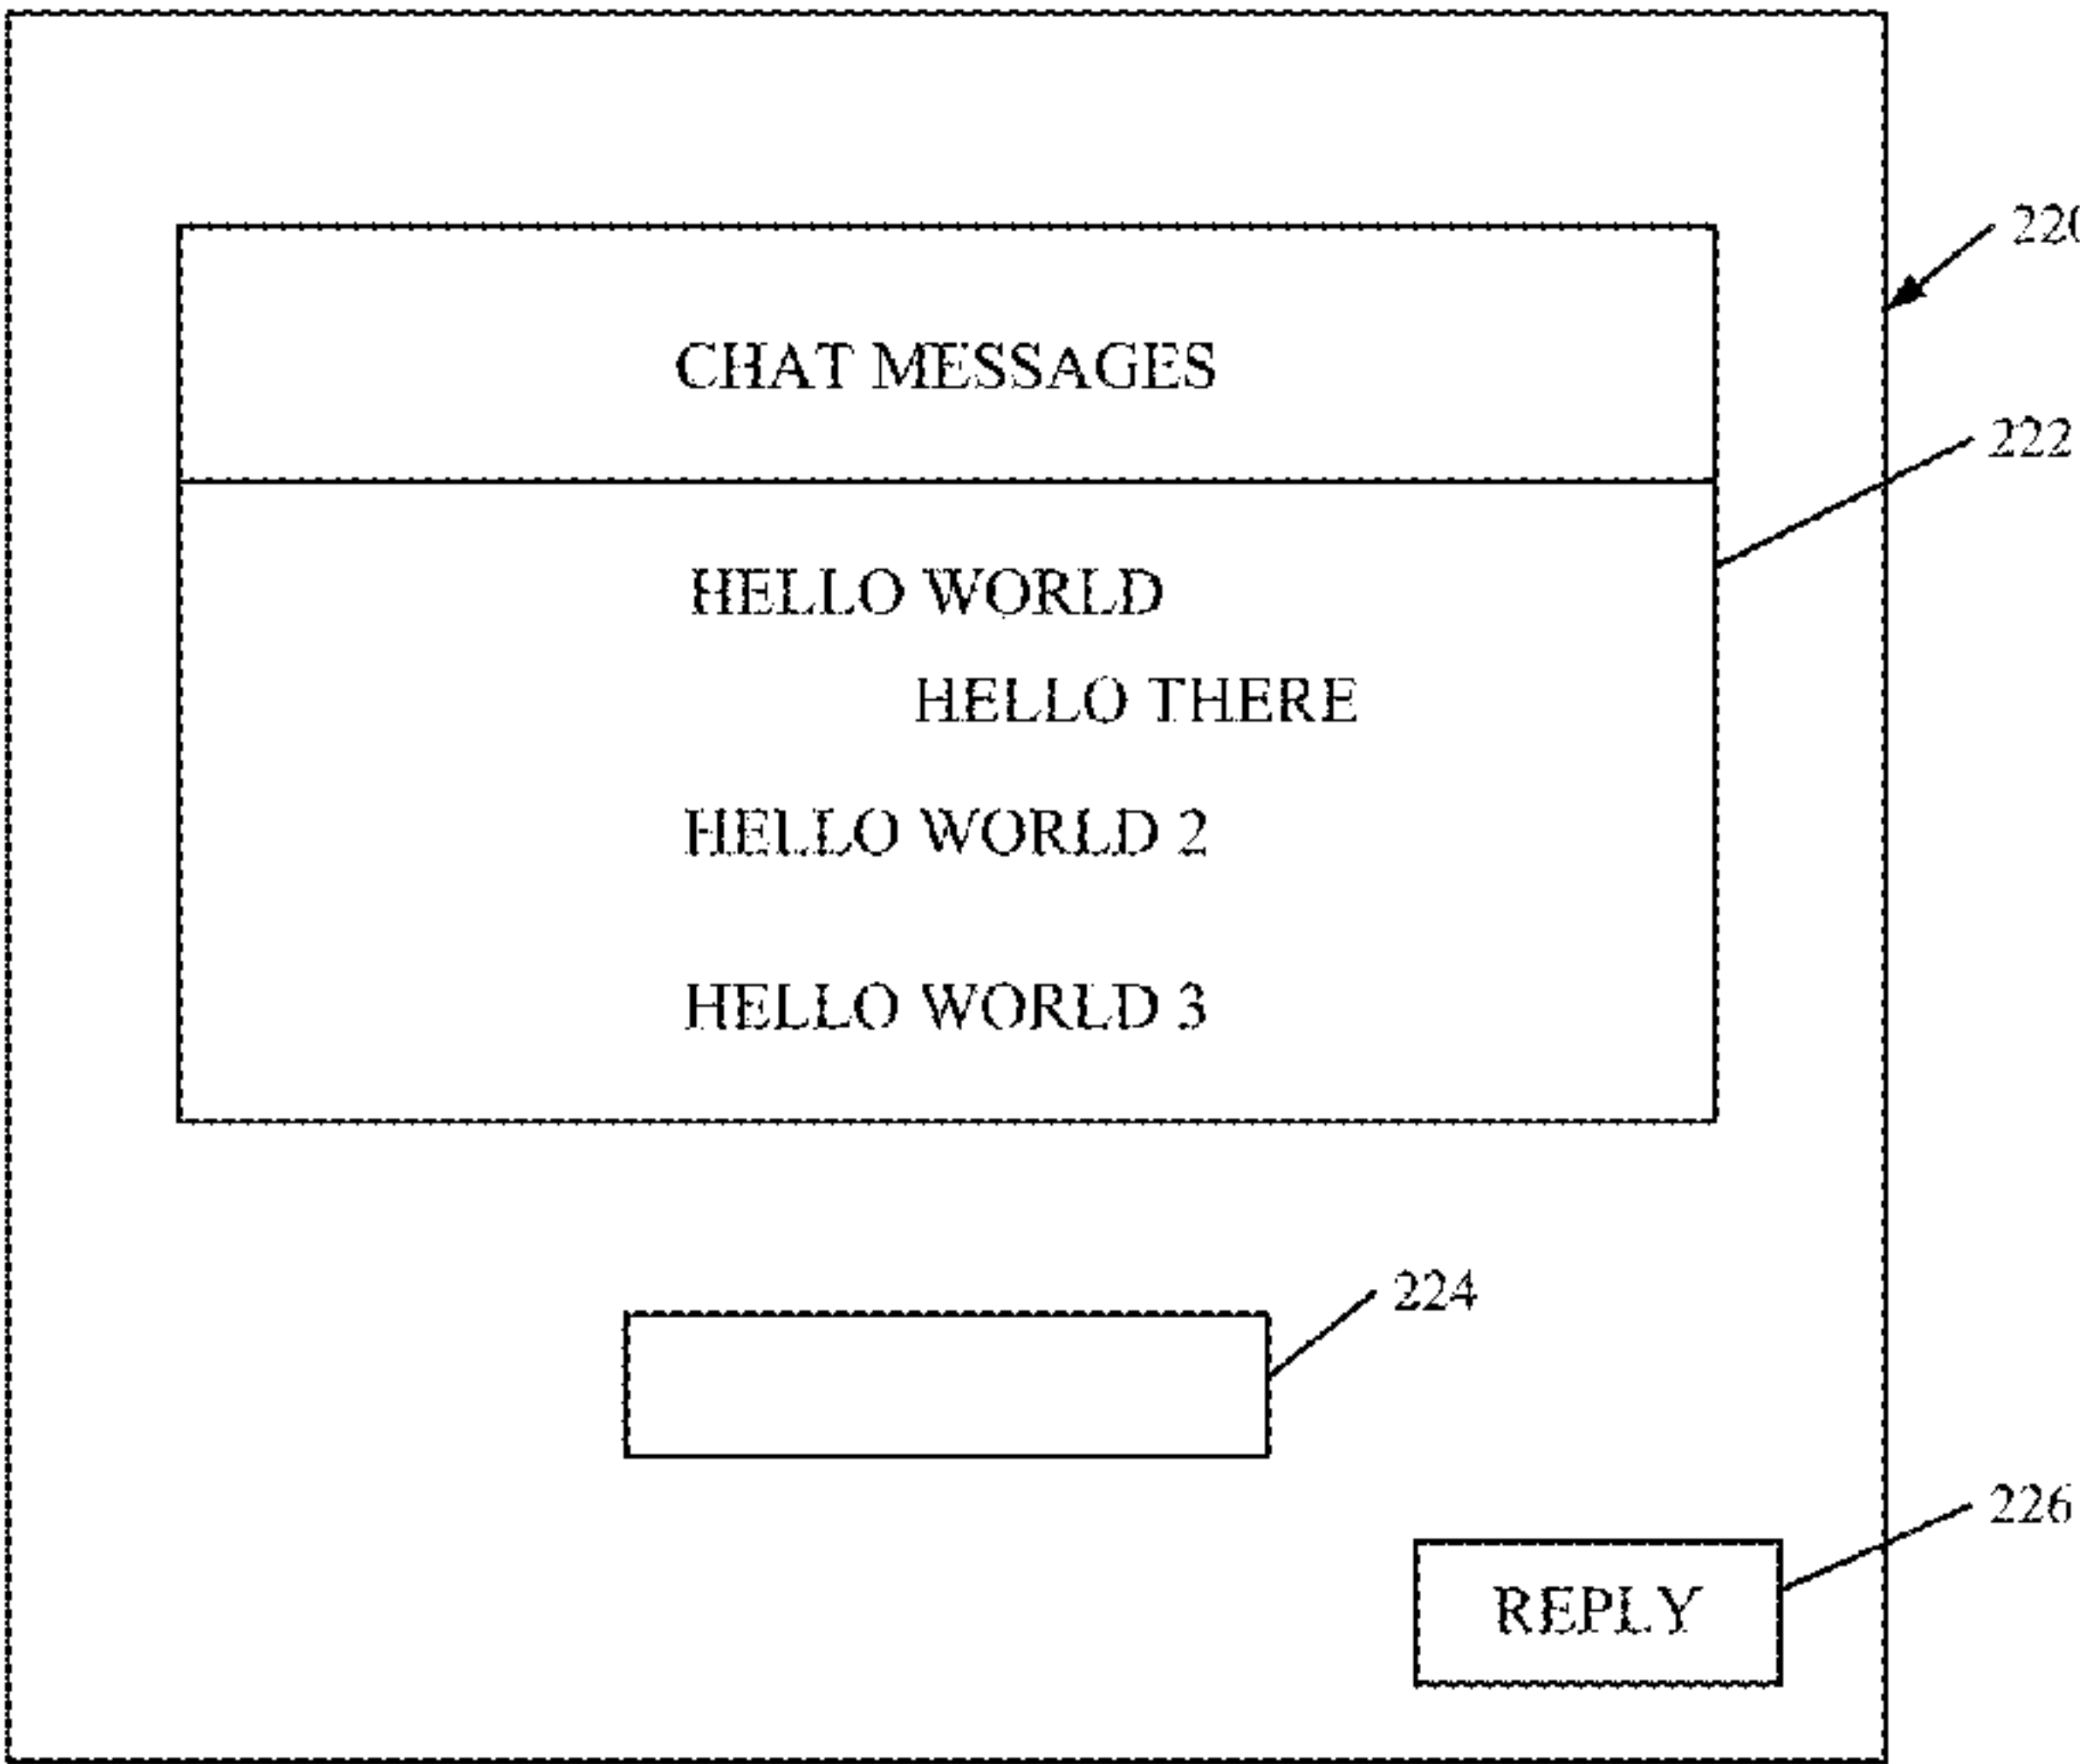 220
CHAT MESSAGES
222
HELLO WORLD
HELLO THERE
HELLO WORLD 2
HELLO WORLD 3
224
226
REPLY